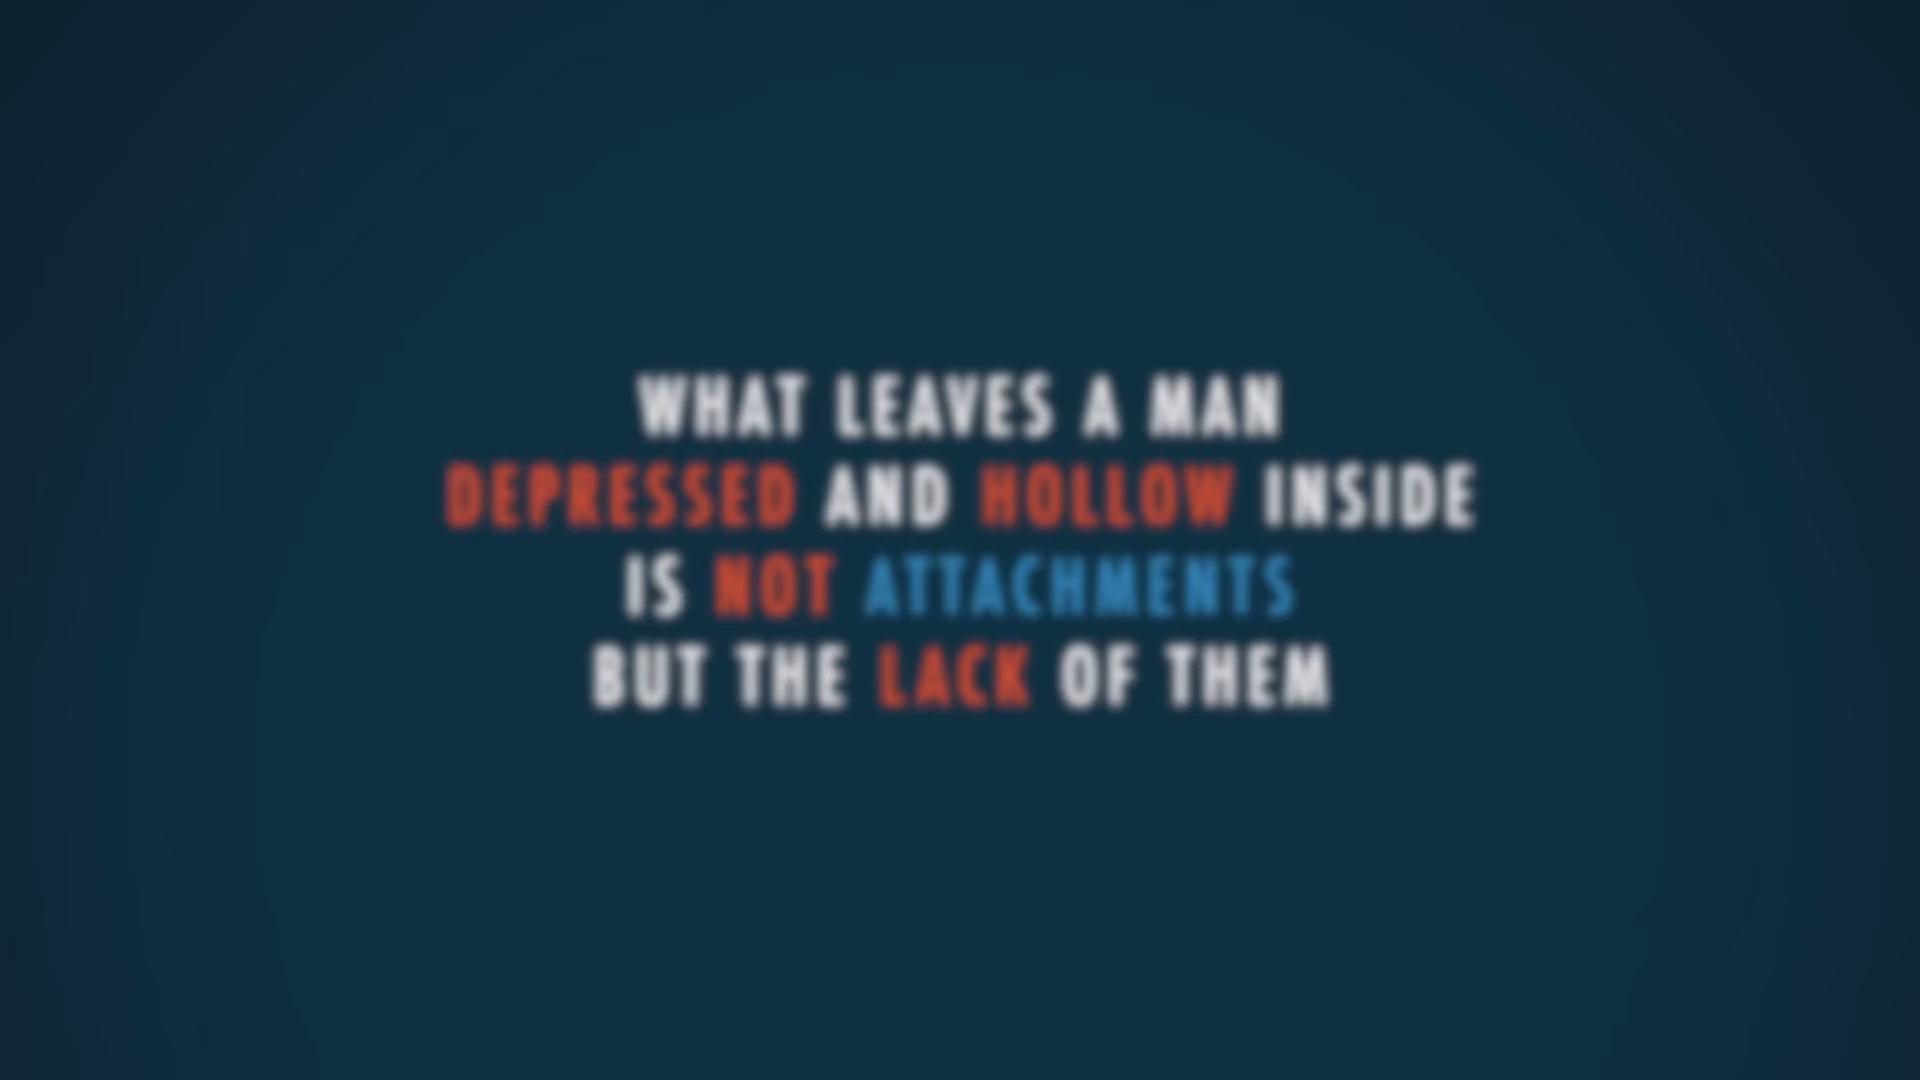 WHAT LEAVES A MAN
DEPRESSED AND HOLLOW INSIDE
IS NOT ATTACHMENTS
BUT THE LACK OF THEM